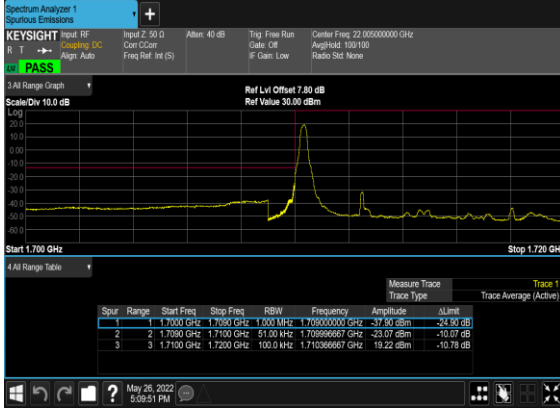 Spectrum Analyzer 1
Spurious Emissions
+
KEYSIGHT Input: RF Input Z: 50 Ω Atten: 40 dB Trig: Free Run Center Freq: 22.005000000 GHz
R T Coupling: DC Corr CCorr Gate: Off Avg|Hold: 100/100
Align: Auto Freq Ref: Int (S) IF Gain: Low Radio Std: None
LXI PASS
3 All Range Graph
Ref Lvl Offset 7.80 dB
Scale/Div 10.0 dB Ref Value 30.00 dBm
Log
20.0
10.0
0.00
-10.0
-20.0
-30.0
-40.0
-50.0
-60.0
Start 1.700 GHz Stop 1.720 GH
4 All Range Table
Measure Trace Trace 1
Trace Type Trace Average (Active)
Spur Range Start Freq Stop Freq RBW Frequency Amplitude ΔLimit
1 1 1.7000 GHz 1.7090 GHz 1.000 MHz 1.709000000 GHz -37.90 dBm -24.90 dB
2 2 1.7090 GHz 1.7100 GHz 51.00 kHz 1.709996667 GHz -23.07 dBm -10.07 dB
3 3 1.7100 GHz 1.7200 GHz 100.0 kHz 1.710366667 GHz 19.22 dBm -10.78 dB
? May 26, 2022
5:09:51 PM